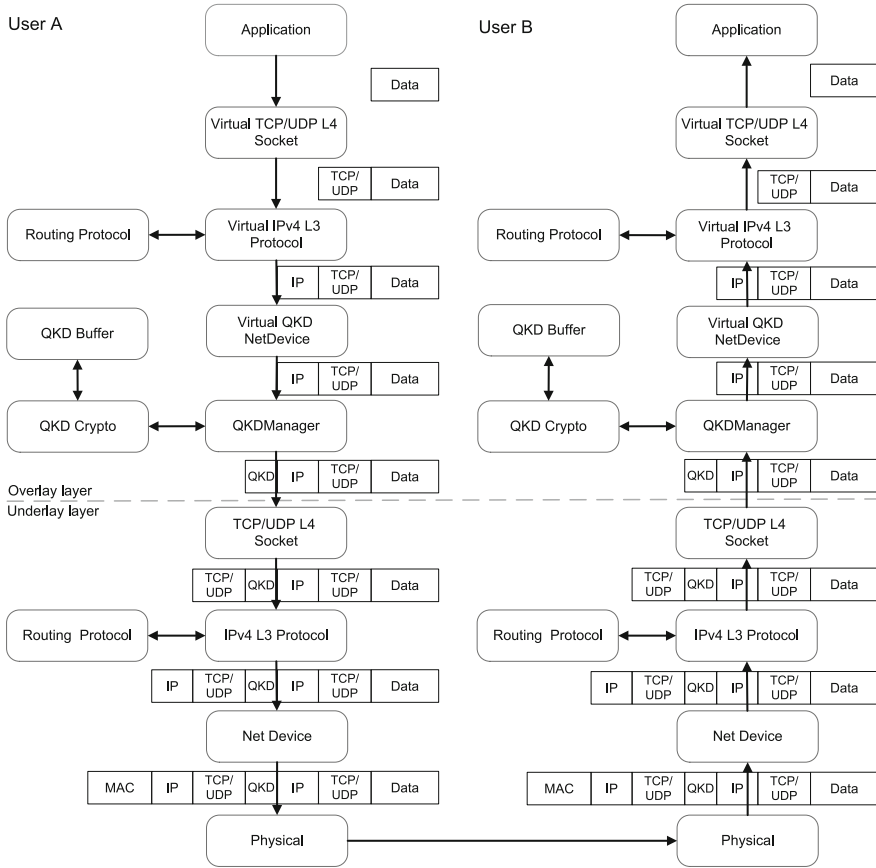 User A
Application
Data
Virtual TCP/UDP L4
Socket
TCP/
UDP
Data
Routing Protocol
Virtual IPv4 L3
Protocol
IP
TCP/
UDP
Data
QKD Buffer
Virtual QKD
NetDevice
IP
TCP/
UDP
Data
QKD Crypto
QKDManager
QKD
IP
TCP/
UDP
Data
Overlay layer
Underlay layer
TCP/UDP L4
Socket
TCP/
UDP
QKD
IP
TCP/
UDP
Data
Routing Protocol
IPv4 L3 Protocol
IP
TCP/
UDP
QKD
IP
TCP/
UDP
Data
Net Device
MAC
IP
TCP/
UDP
QKD
IP
TCP/
UDP
Data
Physical
User B
Application
Data
Virtual TCP/UDP L4
Socket
TCP/
UDP
Data
Routing Protocol
Virtual IPv4 L3
Protocol
IP
TCP/
UDP
Data
QKD Buffer
Virtual QKD
NetDevice
IP
TCP/
UDP
Data
QKD Crypto
QKDManager
QKD
IP
TCP/
UDP
Data
TCP/UDP L4
Socket
TCP/
UDP
QKD
IP
TCP/
UDP
Data
Routing Protocol
IPv4 L3 Protocol
IP
TCP/
UDP
QKD
IP
TCP/
UDP
Data
Net Device
MAC
IP
TCP/
UDP
QKD
IP
TCP/
UDP
Data
Physical